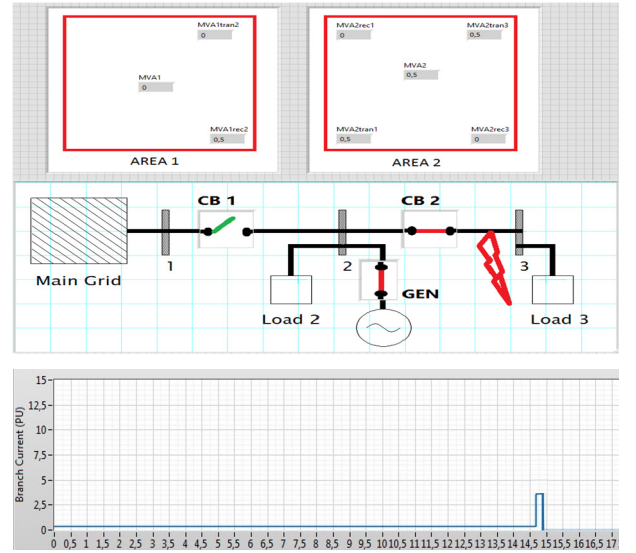 MVA1tran2
0
MVA1
0
MVA1rec2
0,5
AREA 1
MVA2rec1
0
MVA2tran3
0,5
MVA2
0,5
MVA2tran1
0,5
MVA2rec3
0
AREA 2
CB 1
CB 2
1
2
3
Main Grid
GEN
Load 2
Load 3
Branch Current (PU)
15
12,5
10
7,5
5
2,5
0
0 0,5 1 1,5 2 2,5 3 3,5 4 4,5 5 5,5 6 6,5 7 7,5 8 8,5 9 9,5 10 10,5 11 11,5 12 12,5 13 13,5 14 14,5 15 15,5 16 16,5 17